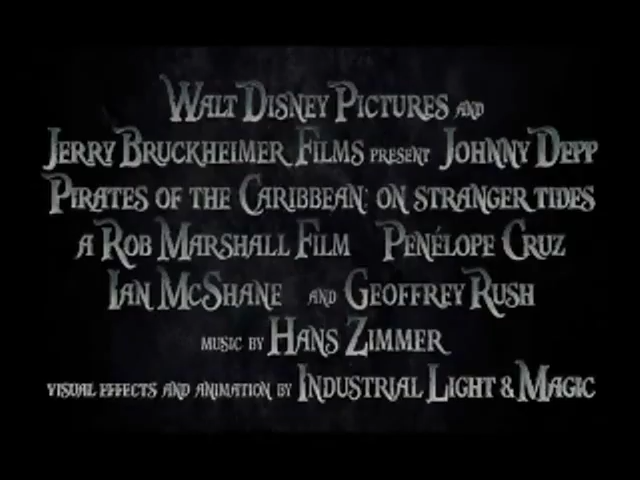 Walt Disney Pictures and
Jerry Bruckheimer Films present Johnny Depp
Pirates of the Caribbean: On Stranger Tides
A Rob Marshall Film Penélope Cruz
Ian McShane and Geoffrey Rush
Music by Hans Zimmer
Visual Effects and Animation by Industrial Light & Magic